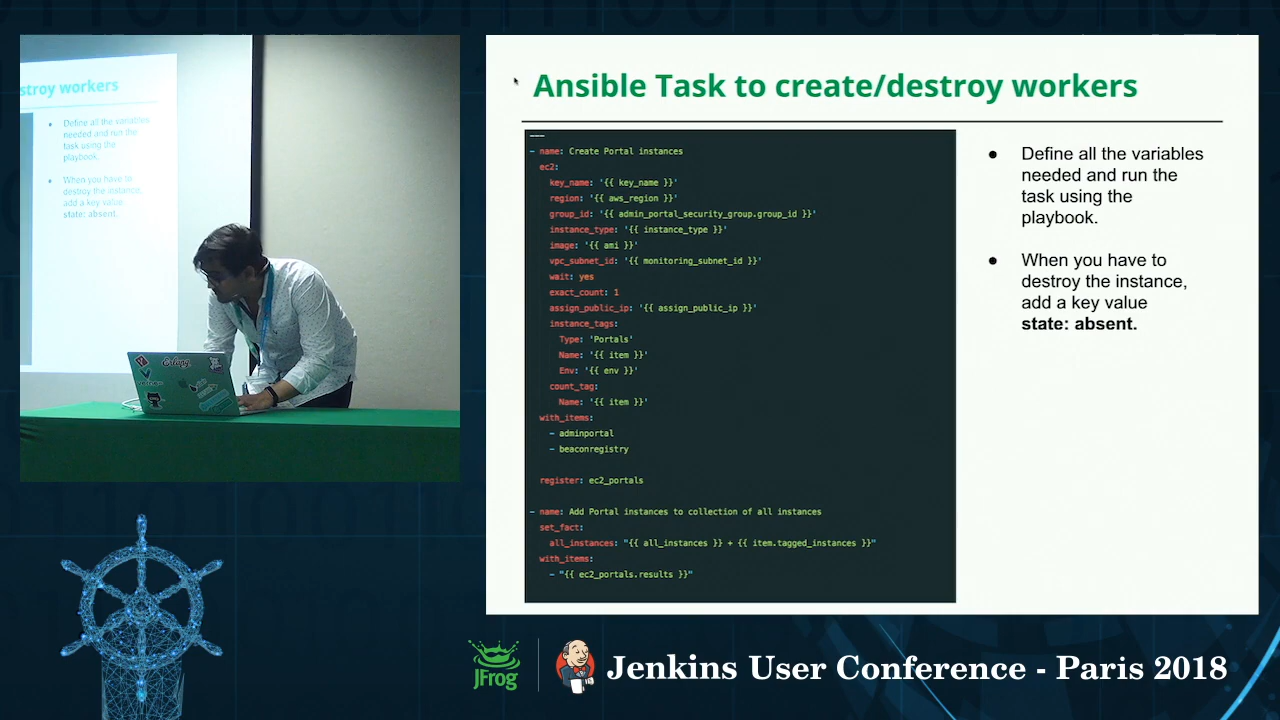 stroy workers
Define all the variables
needed and run the
task using the
playbook.
When you have to
destroy the instance,
add a key value
state: absent.
Erlang
Ansible Task to create/destroy workers
---
- name: Create Portal instances
ec2:
key_name: '{{ key_name }}'
region: '{{ aws_region }}'
group_id: '{{ admin_portal_security_group.group_id }}'
instance_type: '{{ instance_type }}'
image: '{{ ami }}'
vpc_subnet_id: '{{ monitoring_subnet_id }}'
wait: yes
exact_count: 1
assign_public_ip: '{{ assign_public_ip }}'
instance_tags:
Type: 'Portals'
Name: '{{ item }}'
Env: '{{ env }}'
count_tag:
Name: '{{ item }}'
with_items:
- adminportal
- beaconregistry
register: ec2_portals
- name: Add Portal instances to collection of all instances
set_fact:
all_instances: "{{ all_instances }} + {{ item.tagged_instances }}"
with_items:
- "{{ ec2_portals.results }}"
● Define all the variables
needed and run the
task using the
playbook.
● When you have to
destroy the instance,
add a key value
state: absent.
JFrog
Jenkins User Conference - Paris 2018